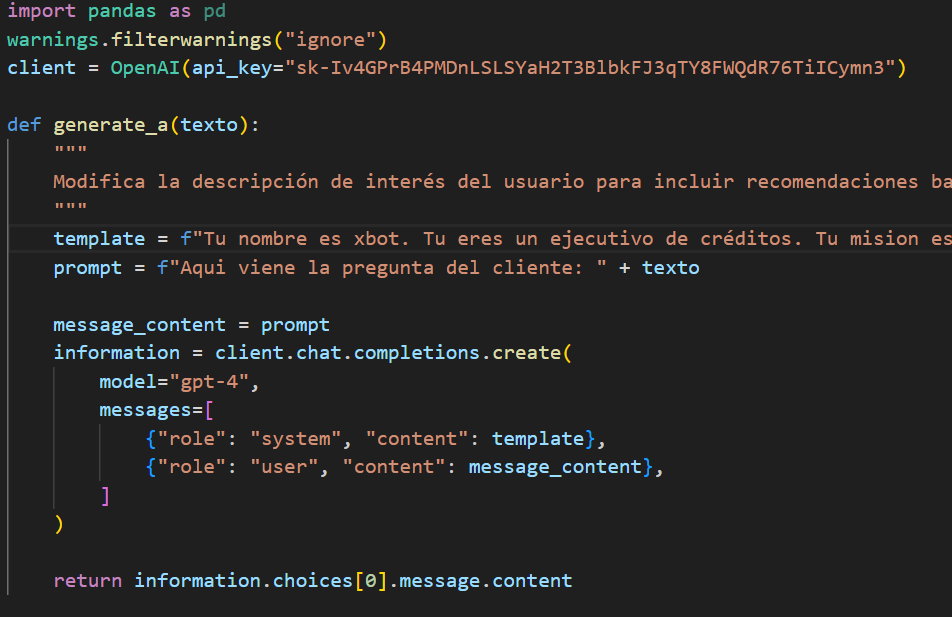 import pandas as pd
warnings.filterwarnings("ignore")
client = OpenAI(api_key="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")
def generate_a(texto):
"""
Modifica la descripción de interés del usuario para incluir recomendaciones ba
"""
template = f"Tu nombre es xbot. Tu eres un ejecutivo de créditos. Tu mision es
prompt = f"Aqui viene la pregunta del cliente: " + texto
message_content = prompt
information = client.chat.completions.create(
model="gpt-4",
messages=[
{"role": "system", "content": template},
{"role": "user", "content": message_content},
]
)
return information.choices[0].message.content